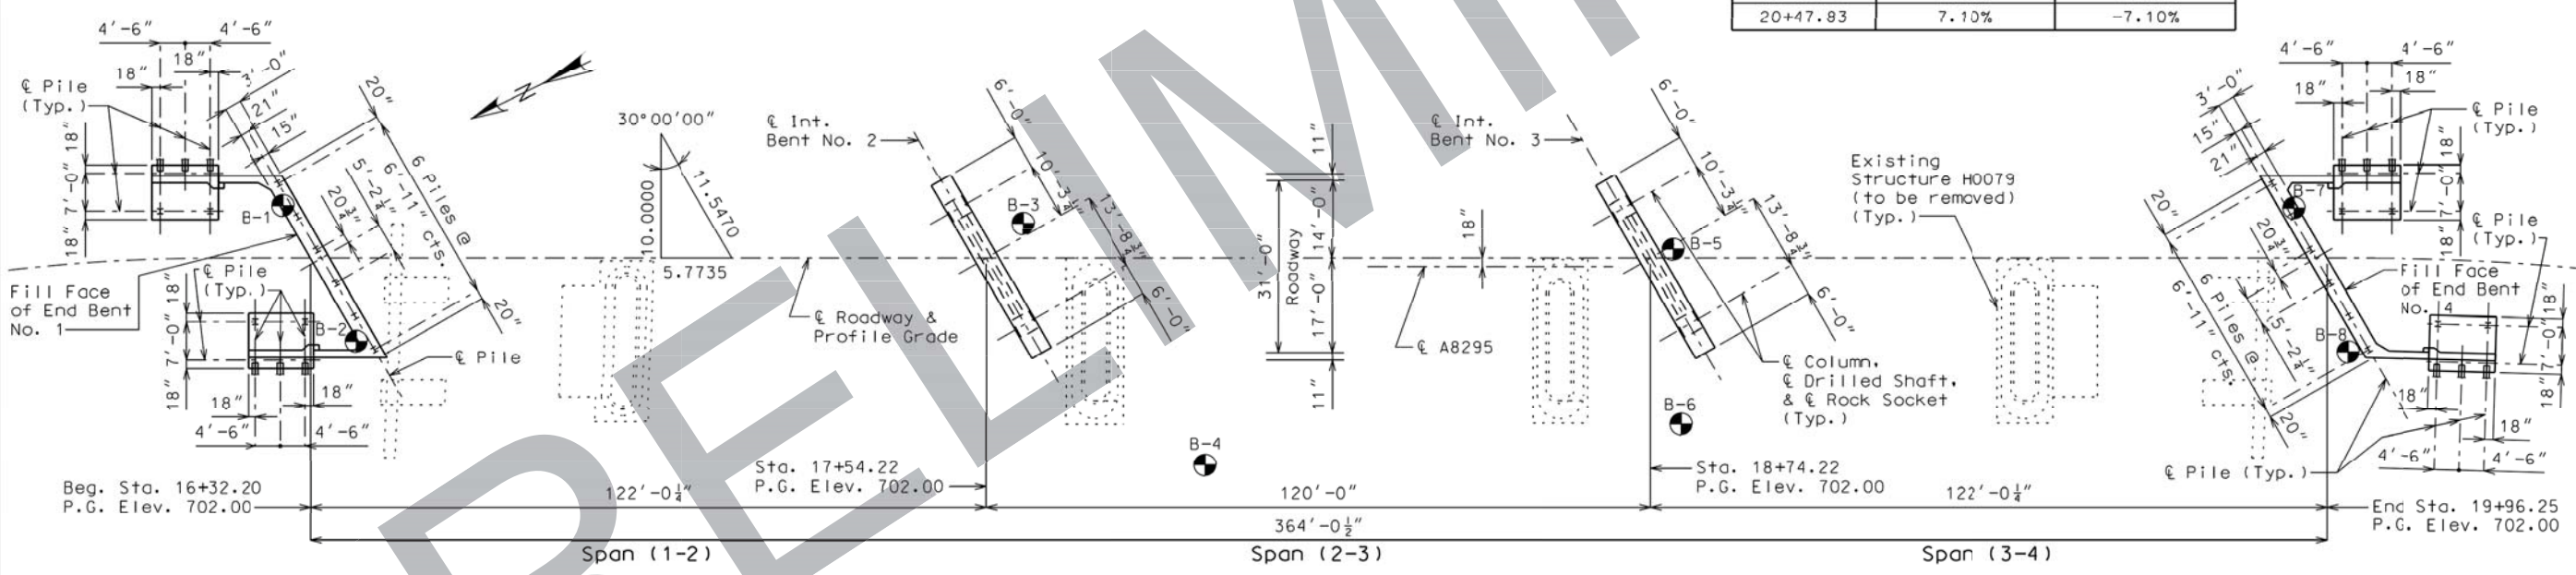 20+47.83 7.10% -7.10%
4'-6" 4'-6"
18"
18"
℄ Pile
(Typ.)
3'-0"
21"
15"
20"
18"
7'-0"
18"
B-1
20¾"
5'-2¼"
6 Piles @
6'-11" cts.
20"
N
30°00'00"
10.0000
11.5470
5.7735
Fill Face
of End Bent
No. 1
℄ Pile
(Typ.)
18"
7'-0"
18"
B-2
18" 18"
4'-6" 4'-6"
℄ Pile
℄ Int.
Bent No. 2
6'-0"
10'-3¼"
13'-8¾"
6'-0"
B-3
℄ Roadway &
Profile Grade
B-4
11"
14'-0"
31'-0"
Roadway
17'-0"
11"
18"
℄ A8295
℄ Int.
Bent No. 3
6'-0"
10'-3¼"
13'-8¾"
6'-0"
B-5
B-6
℄ Column,
℄ Drilled Shaft,
& ℄ Rock Socket
(Typ.)
Existing
Structure H0079
(to be removed)
(Typ.)
4'-6" 4'-6"
18" 18"
3'-0"
15"
21"
℄ Pile
(Typ.)
18"
7'-0"
18"
B-7
℄ Pile
(Typ.)
20"
20¾"
6 Piles @
6'-11" cts.
5'-2¼"
20"
Fill Face
of End Bent
No. 4
B-8
18"
7'-0"
18"
18"
18"
4'-6" 4'-6"
℄ Pile (Typ.)
Beg. Sta. 16+32.20
P.G. Elev. 702.00
122'-0¼"
Sta. 17+54.22
P.G. Elev. 702.00
120'-0"
Sta. 18+74.22
P.G. Elev. 702.00
122'-0¼"
End Sta. 19+96.25
P.G. Elev. 702.00
364'-0½"
Span (1-2) Span (2-3) Span (3-4)